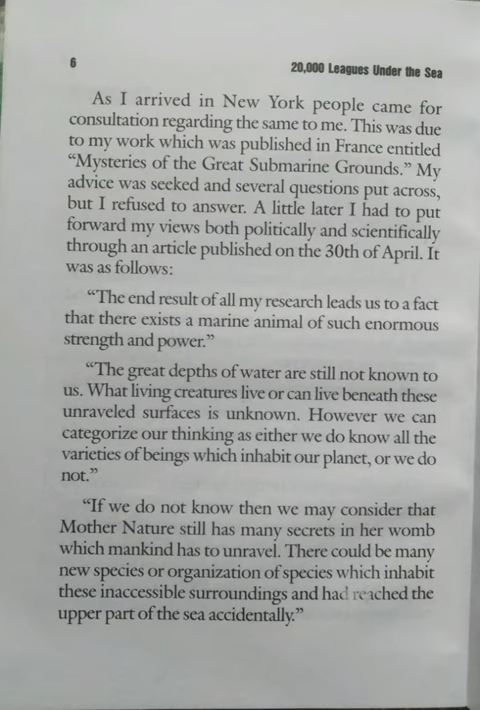 6
20,000 Leagues Under the Sea
As I arrived in New York people came for
consultation regarding the same to me. This was due
to my work which was published in France entitled
“Mysteries of the Great Submarine Grounds.” My
advice was seeked and several questions put across,
but I refused to answer. A little later I had to put
forward my views both politically and scientifically
through an article published on the 30th of April. It
was as follows:
“The end result of all my research leads us to a fact
that there exists a marine animal of such enormous
strength and power.”
“The great depths of water are still not known to
us. What living creatures live or can live beneath these
unraveled surfaces is unknown. However we can
categorize our thinking as either we do know all the
varieties of beings which inhabit our planet, or we do
not.”
“If we do not know then we may consider that
Mother Nature still has many secrets in her womb
which mankind has to unravel. There could be many
new species or organization of species which inhabit
these inaccessible surroundings and had reached the
upper part of the sea accidentally.”